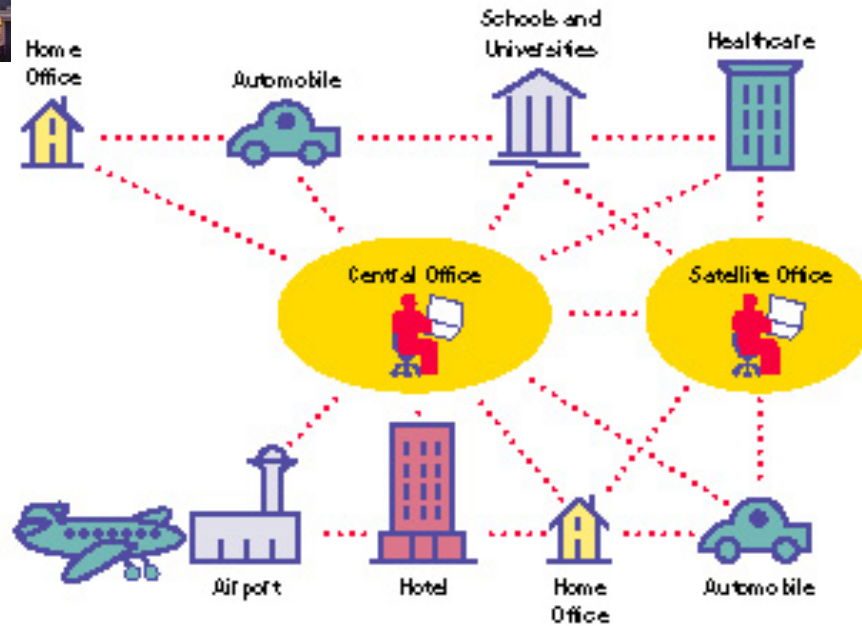 Home
Office
Automobile
Schools and
Universities
Healthcare
Central Office
Satellite Office
Airport
Hotel
Home
Office
Automobile